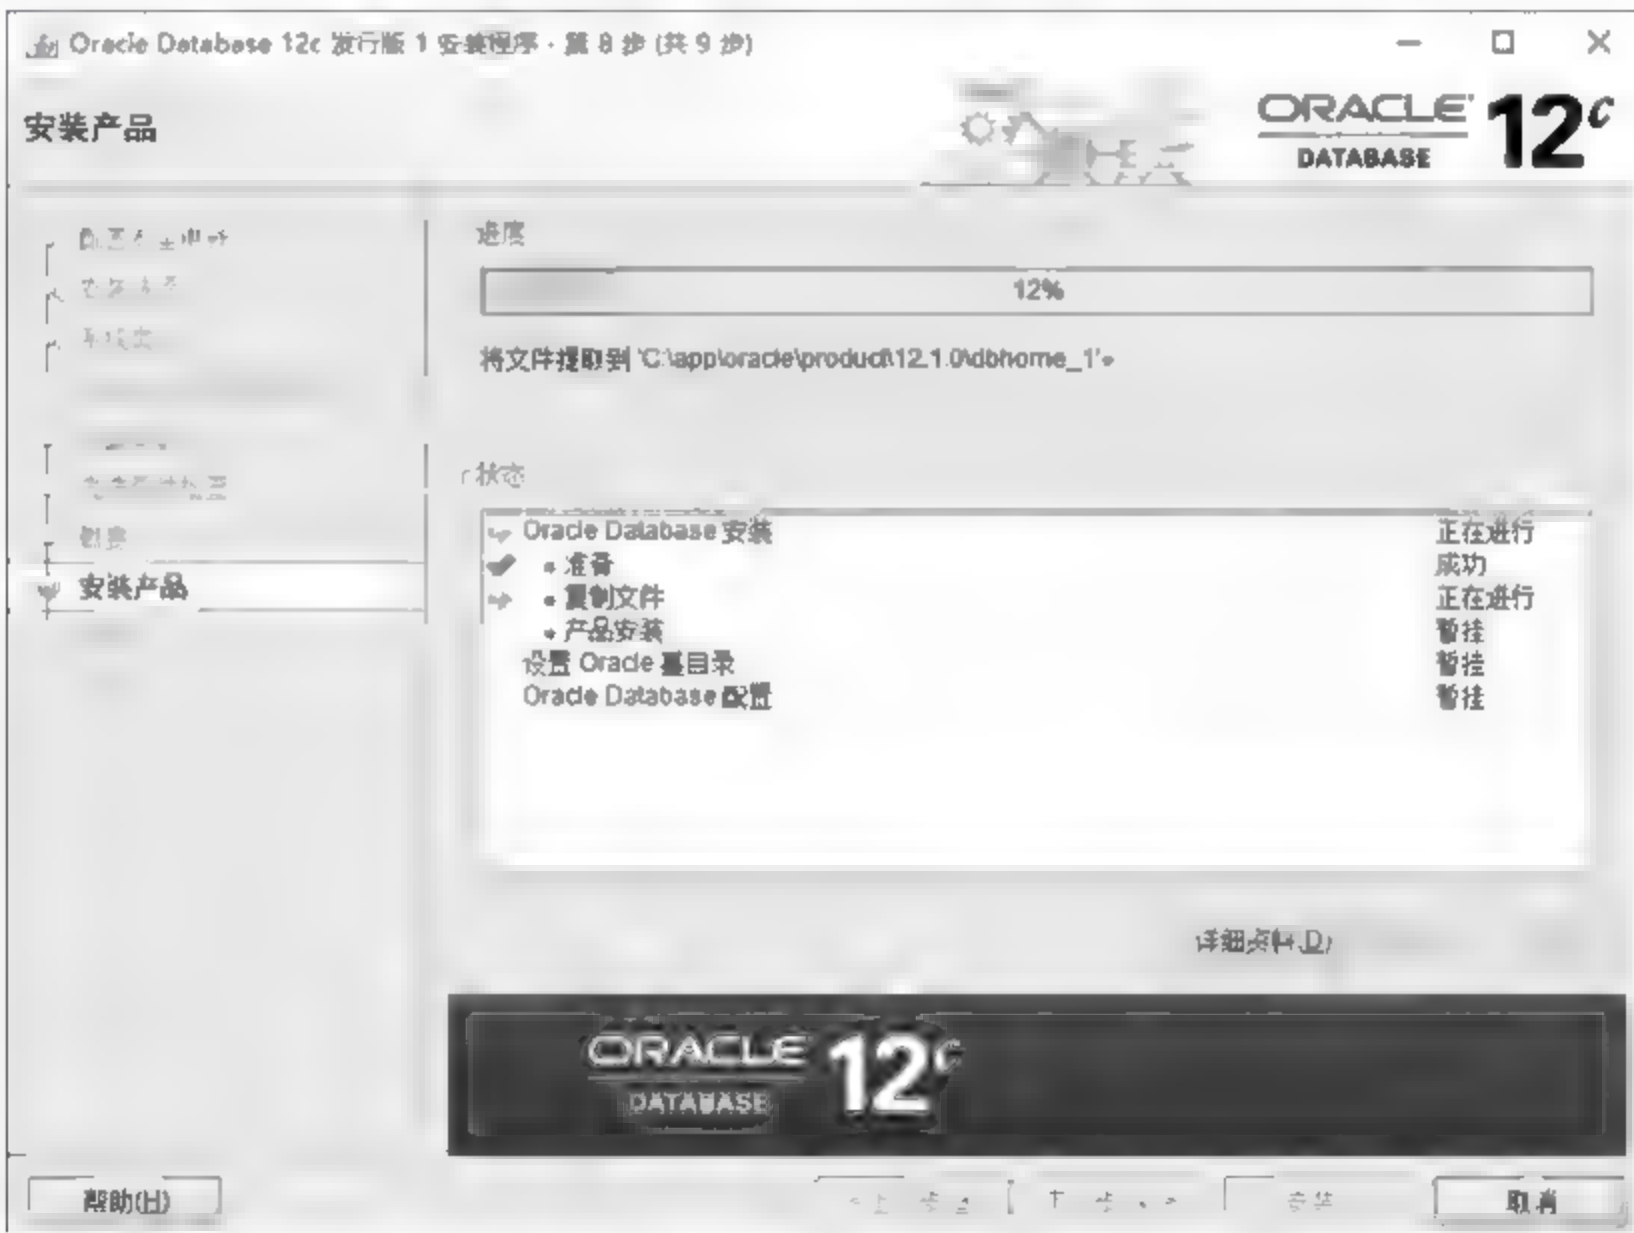 Oracle Database 12c 发行版 1 安装程序 - 第 8 步 (共 9 步)
安装产品
ORACLE DATABASE 12c
进度
12%
将文件提取到 'C:\app\oracle\product\12.1.0\dbhome_1'。
概要
安装产品
状态
Oracle Database 安装 正在进行
• 准备 成功
• 复制文件 正在进行
• 产品安装 暂挂
设置 Oracle 基目录 暂挂
Oracle Database 配置 暂挂
详细资料(D)
ORACLE DATABASE 12c
帮助(H)
安装
取消